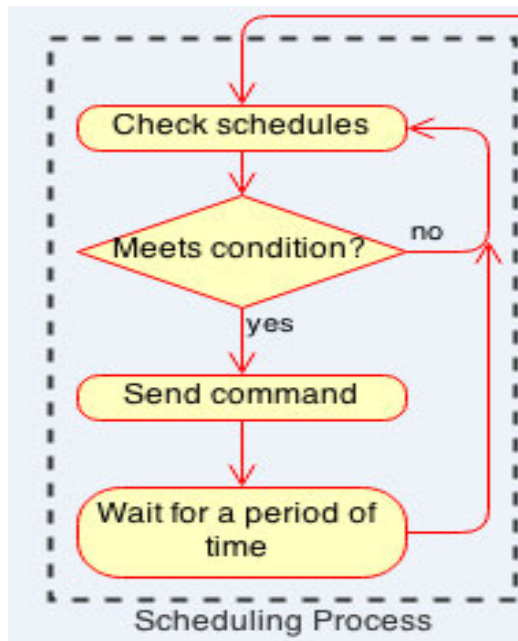 Check schedules
Meets condition?
no
yes
Send command
Wait for a period of
time
Scheduling Process